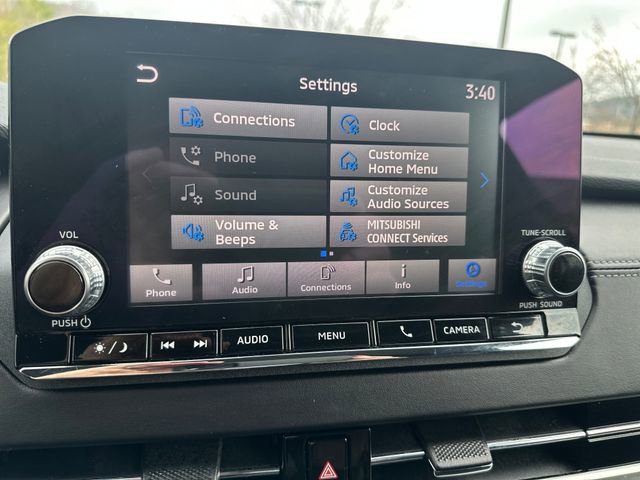 Settings
3:40
Connections
Clock
Phone
Customize
Home Menu
Sound
Customize
Audio Sources
Volume &
Beeps
MITSUBISHI
CONNECT Services
Phone
Audio
Connections
Info
Settings
VOL
PUSH
TUNE·SCROLL
PUSH SOUND
AUDIO
MENU
CAMERA